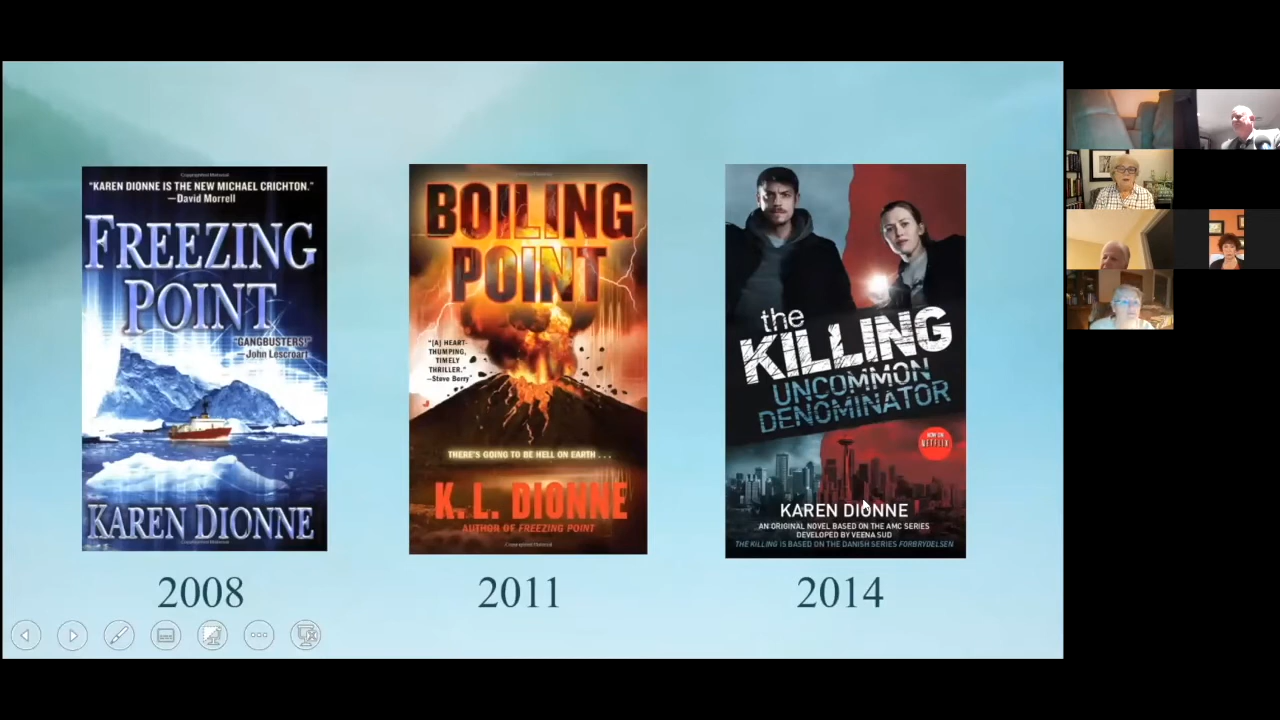 "KAREN DIONNE IS THE NEW MICHAEL CRICHTON."
—David Morrell
FREEZING
POINT
"GANGBUSTERS!"
—John Lescroart
KAREN DIONNE
2008
BOILING
POINT
"[A] HEART-
THUMPING,
TIMELY
THRILLER."
—Steve Berry
THERE'S GOING TO BE HELL ON EARTH . . .
K. L. DIONNE
AUTHOR OF FREEZING POINT
2011
the
KILLING
UNCOMMON
DENOMINATOR
NOW ON
NETFLIX
KAREN DIONNE
AN ORIGINAL NOVEL BASED ON THE AMC SERIES
DEVELOPED BY VEENA SUD
THE KILLING IS BASED ON THE DANISH SERIES FORBRYDELSEN
2014